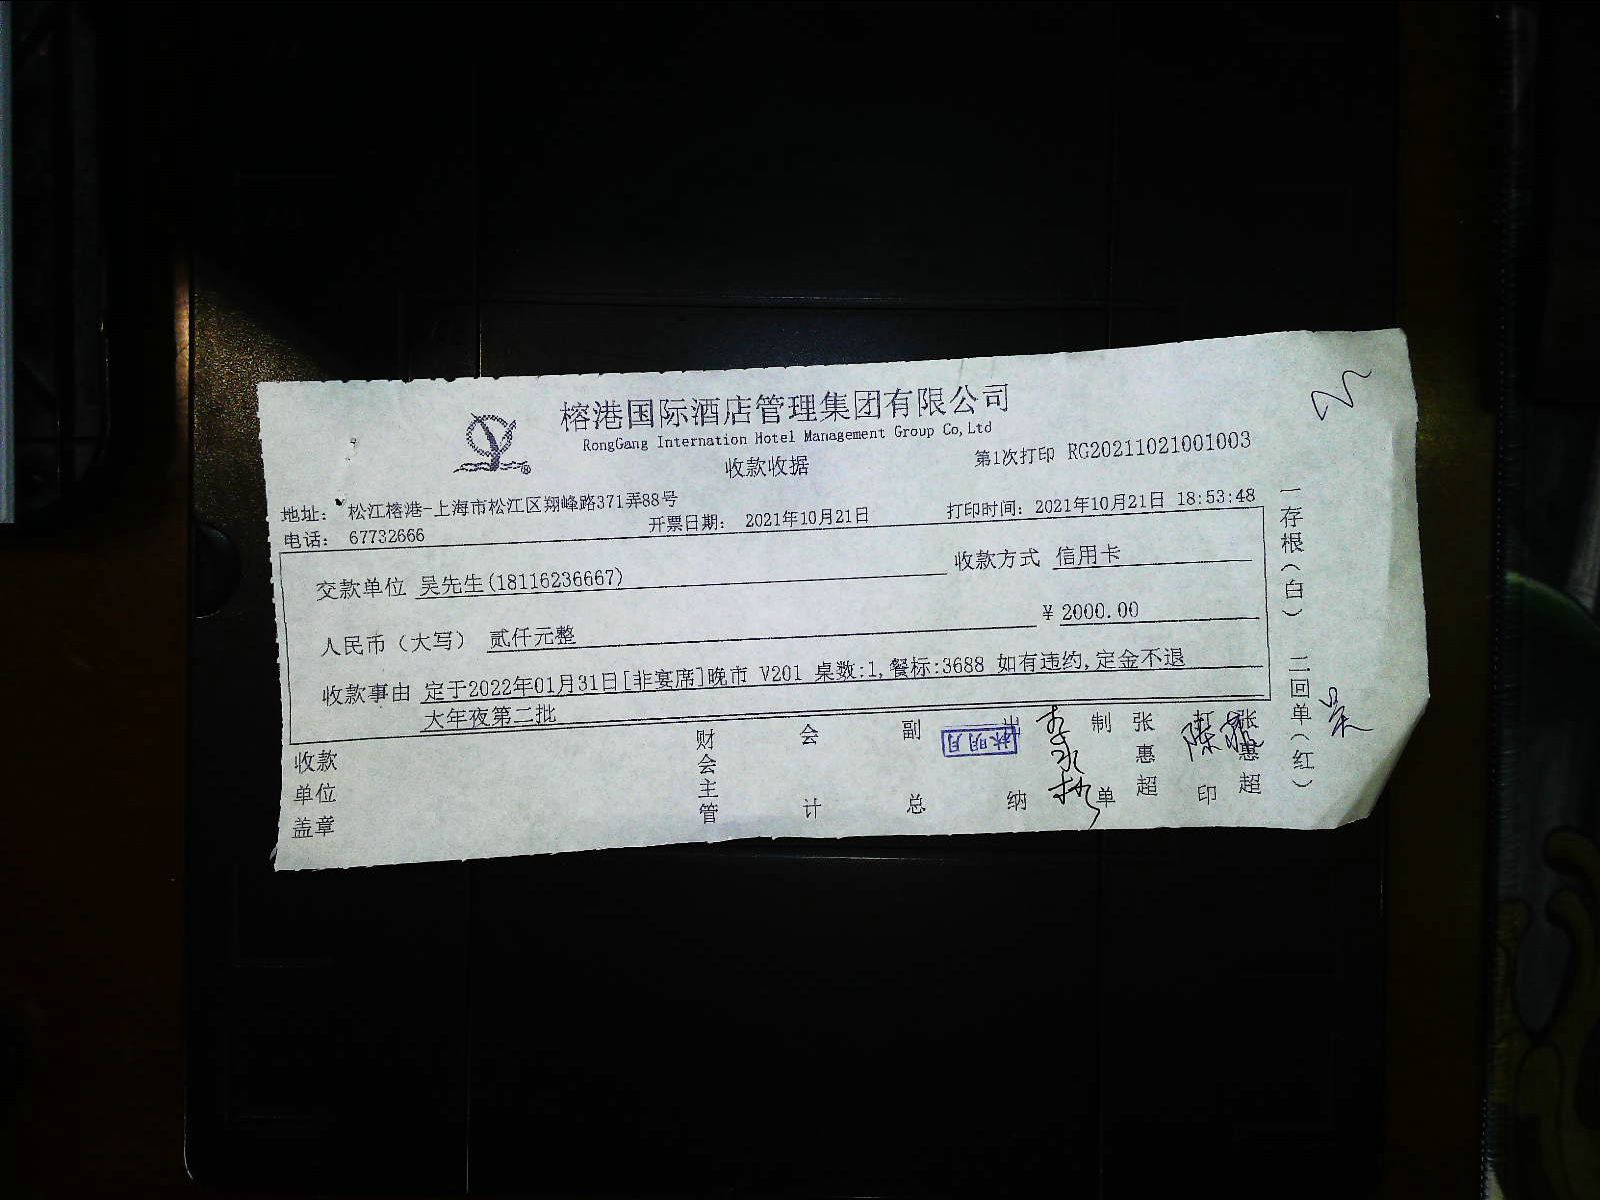 榕港国际酒店管理集团有限公司
RongGang Internation Hotel Management Group Co,Ltd
收款收据
第1次打印 RG20211021001003
地址： 松江榕港-上海市松江区翔峰路371弄88号
电话： 67732666
开票日期： 2021年10月21日
打印时间：2021年10月21日 18:53:48
交款单位 吴先生(18116236667)
收款方式 信用卡
人民币（大写） 贰仟元整
¥ 2000.00
收款事由 定于2022年01月31日[非宴席]晚市 V201 桌数:1,餐标:3688 如有违约,定金不退
大年夜第二批
收款单位盖章
财会主管
会计
副总
出纳
林明月
制单
张惠超
打印
张惠超
一存根（白） 二回单（红）
吴